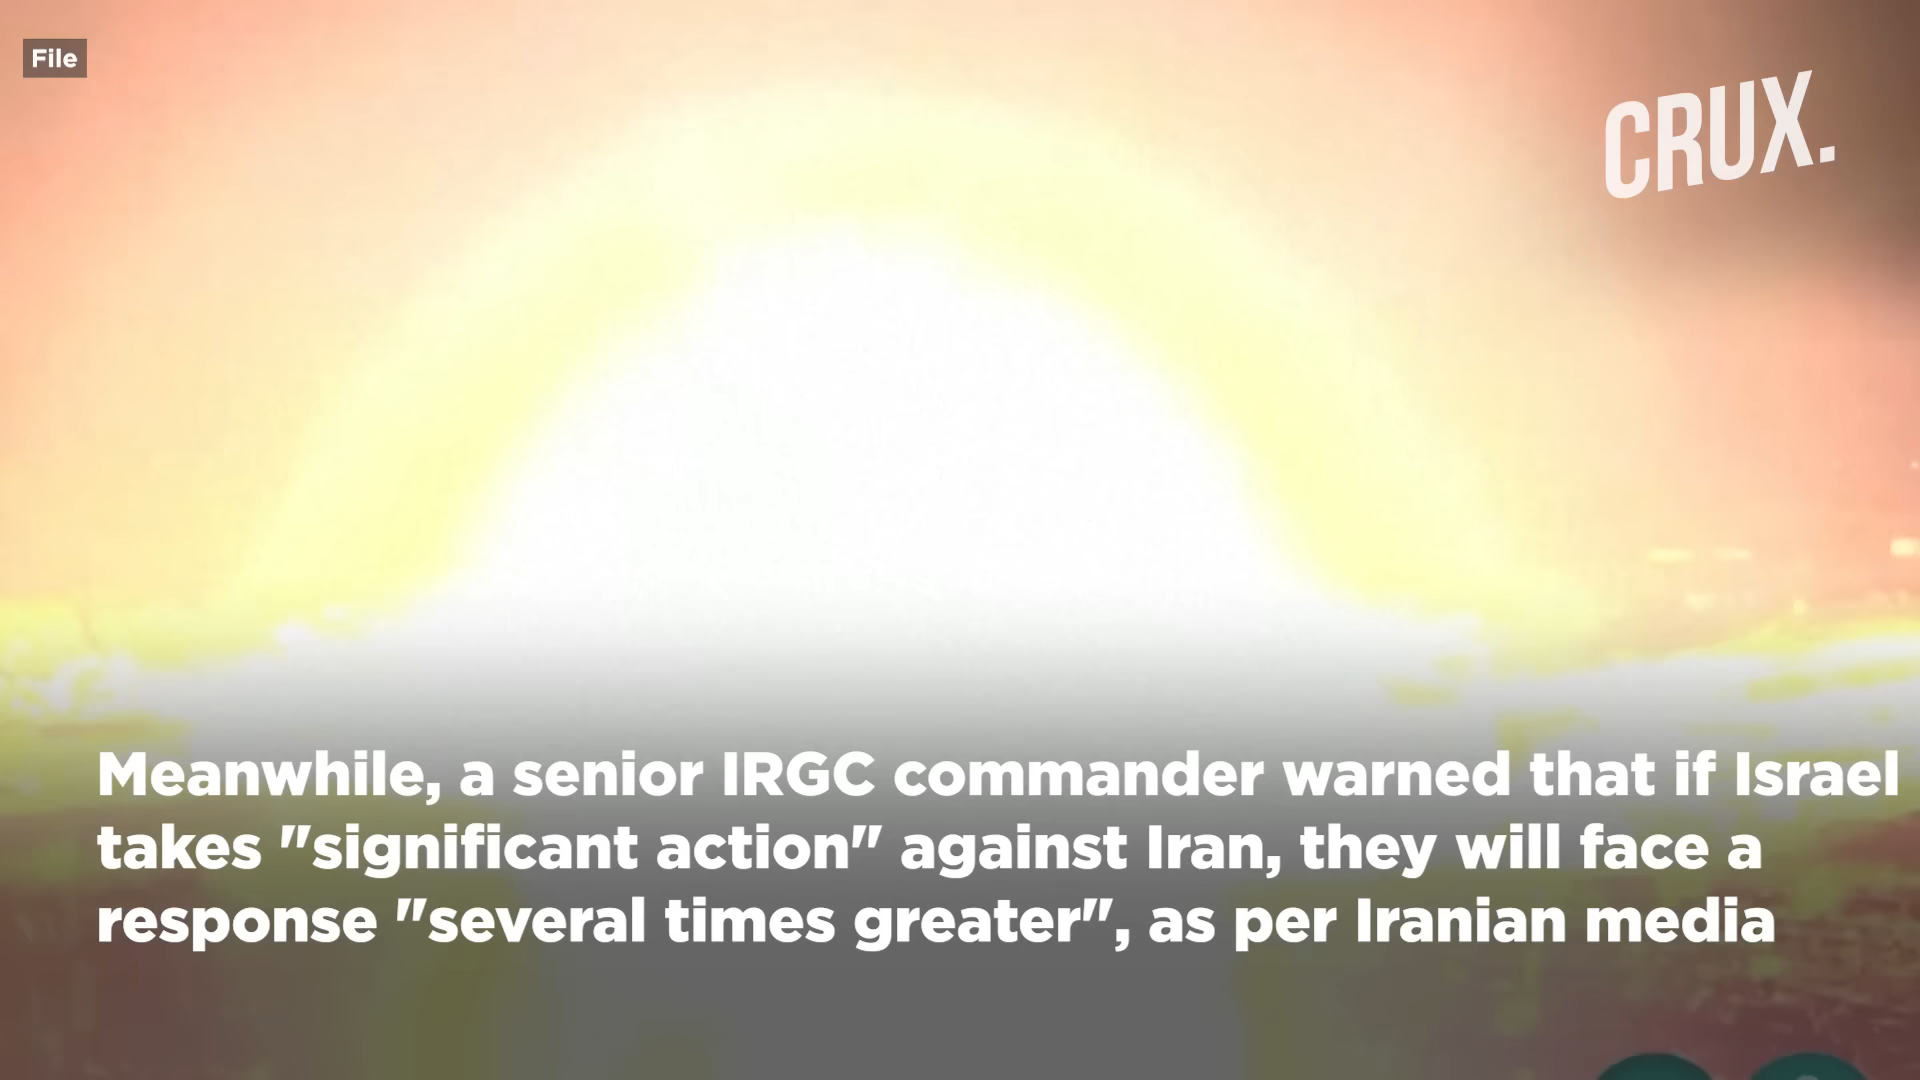 File
CRUX.
Meanwhile, a senior IRGC commander warned that if Israel
takes "significant action" against Iran, they will face a
response "several times greater", as per Iranian media